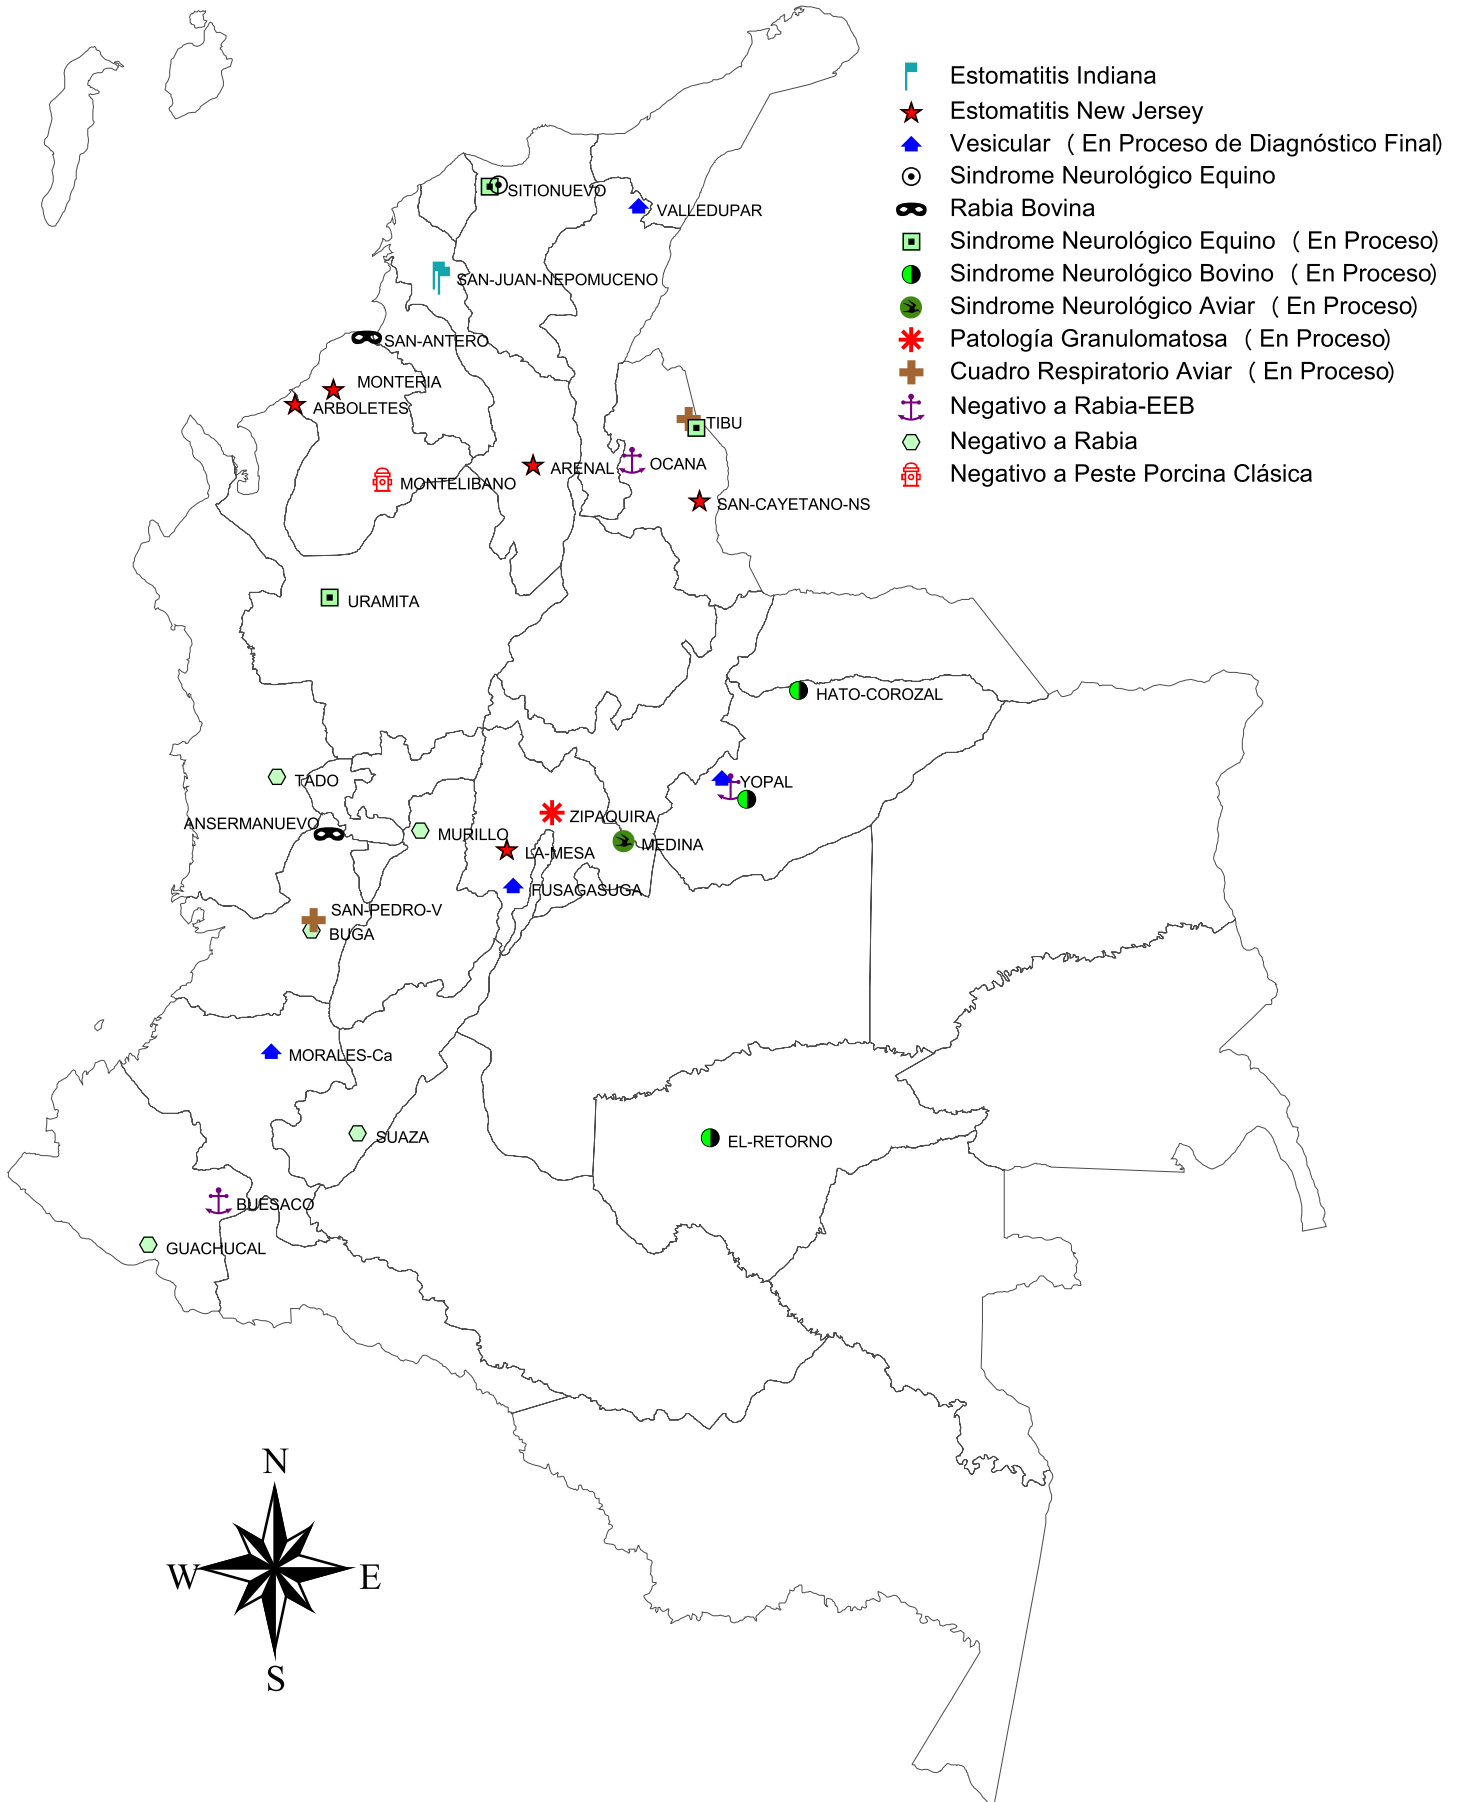 Estomatitis Indiana
Estomatitis New Jersey
Vesicular ( En Proceso de Diagnóstico Final)
Sindrome Neurológico Equino
Rabia Bovina
Sindrome Neurológico Equino ( En Proceso)
Sindrome Neurológico Bovino ( En Proceso)
Sindrome Neurológico Aviar ( En Proceso)
Patología Granulomatosa ( En Proceso)
Cuadro Respiratorio Aviar ( En Proceso)
Negativo a Rabia-EEB
Negativo a Rabia
Negativo a Peste Porcina Clásica
SITIONUEVO
VALLEDUPAR
SAN-JUAN-NEPOMUCENO
SAN-ANTERO
MONTERIA
ARBOLETES
TIBU
ARENAL
OCANA
MONTELIBANO
SAN-CAYETANO-NS
URAMITA
HATO-COROZAL
TADO
YOPAL
ANSERMANUEVO
ZIPAQUIRA
MURILLO
MEDINA
LA-MESA
FUSAGASUGA
SAN-PEDRO-V
BUGA
MORALES-Ca
SUAZA
EL-RETORNO
BUESACO
GUACHUCAL
N
W
E
S